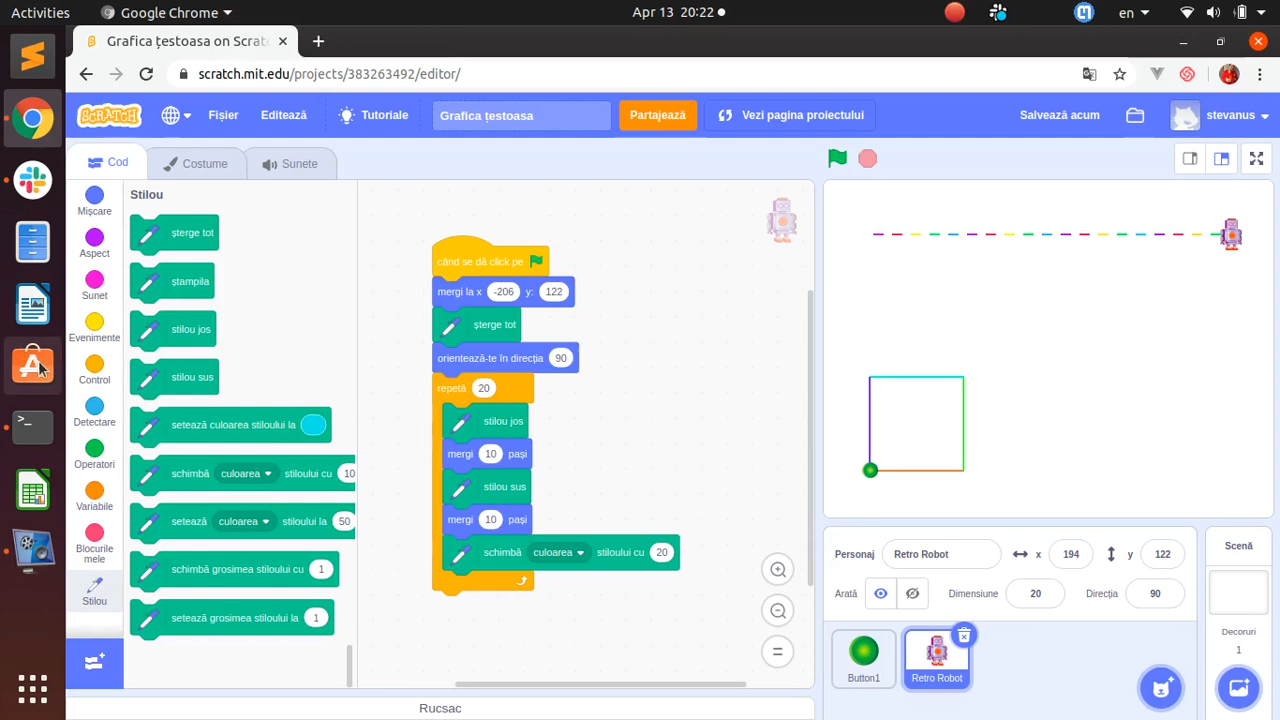 Activities
Google Chrome
Apr 13 20:22
en
Grafica țestoasa on Scratc
scratch.mit.edu/projects/383263492/editor/
SCRATCH
Fișier
Editează
Tutoriale
Grafica țestoasa
Partajează
Vezi pagina proiectului
Salvează acum
stevanus
Cod
Costume
Sunete
Mișcare
Aspect
Sunet
Evenimente
Control
Detectare
Operatori
Variabile
Blocurile mele
Stilou
Stilou
șterge tot
ștampila
stilou jos
stilou sus
setează culoarea stiloului la
schimbă culoarea stiloului cu 10
setează culoarea stiloului la 50
schimbă grosimea stiloului cu 1
setează grosimea stiloului la 1
când se dă click pe
mergi la x -206 y: 122
șterge tot
orientează-te în direcția 90
repetă 20
stilou jos
mergi 10 pași
stilou sus
mergi 10 pași
schimbă culoarea stiloului cu 20
Personaj Retro Robot x 194 y 122
Arată Dimensiune 20 Direcția 90
Button1
Retro Robot
Scenă
Decoruri
1
Rucsac